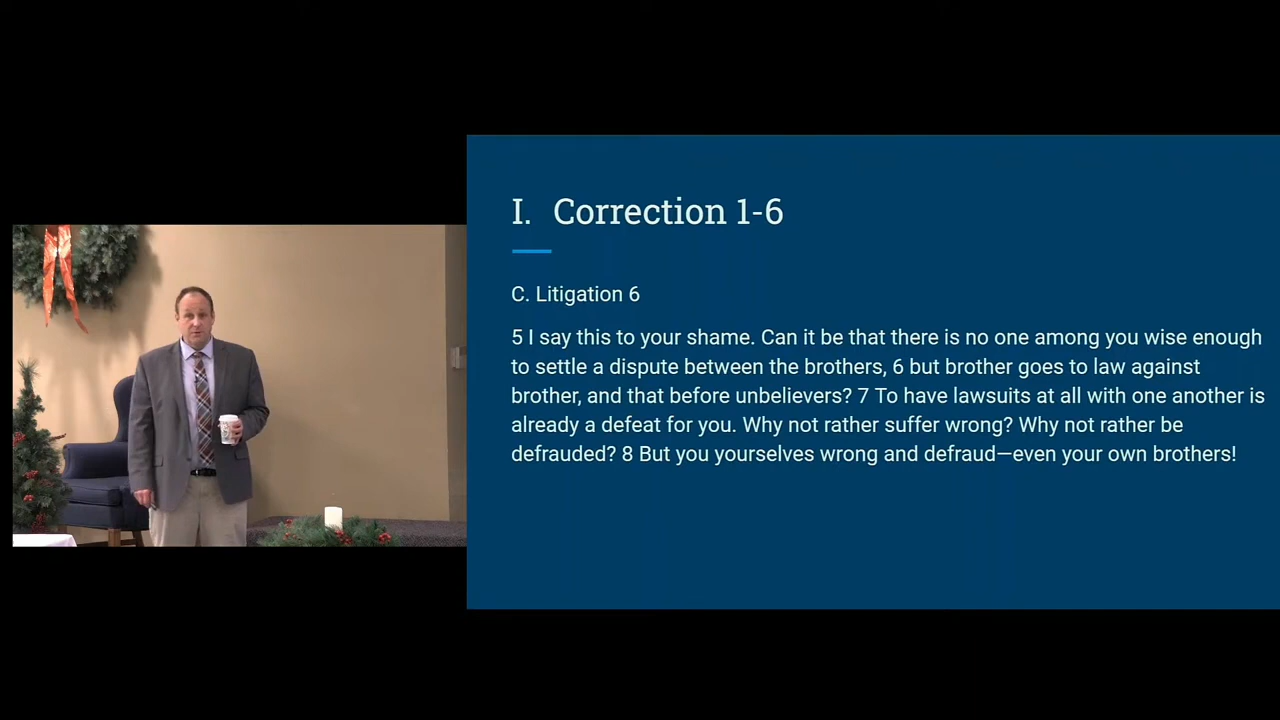 I. Correction 1-6
C. Litigation 6
5 I say this to your shame. Can it be that there is no one among you wise enough
to settle a dispute between the brothers, 6 but brother goes to law against
brother, and that before unbelievers? 7 To have lawsuits at all with one another is
already a defeat for you. Why not rather suffer wrong? Why not rather be
defrauded? 8 But you yourselves wrong and defraud—even your own brothers!